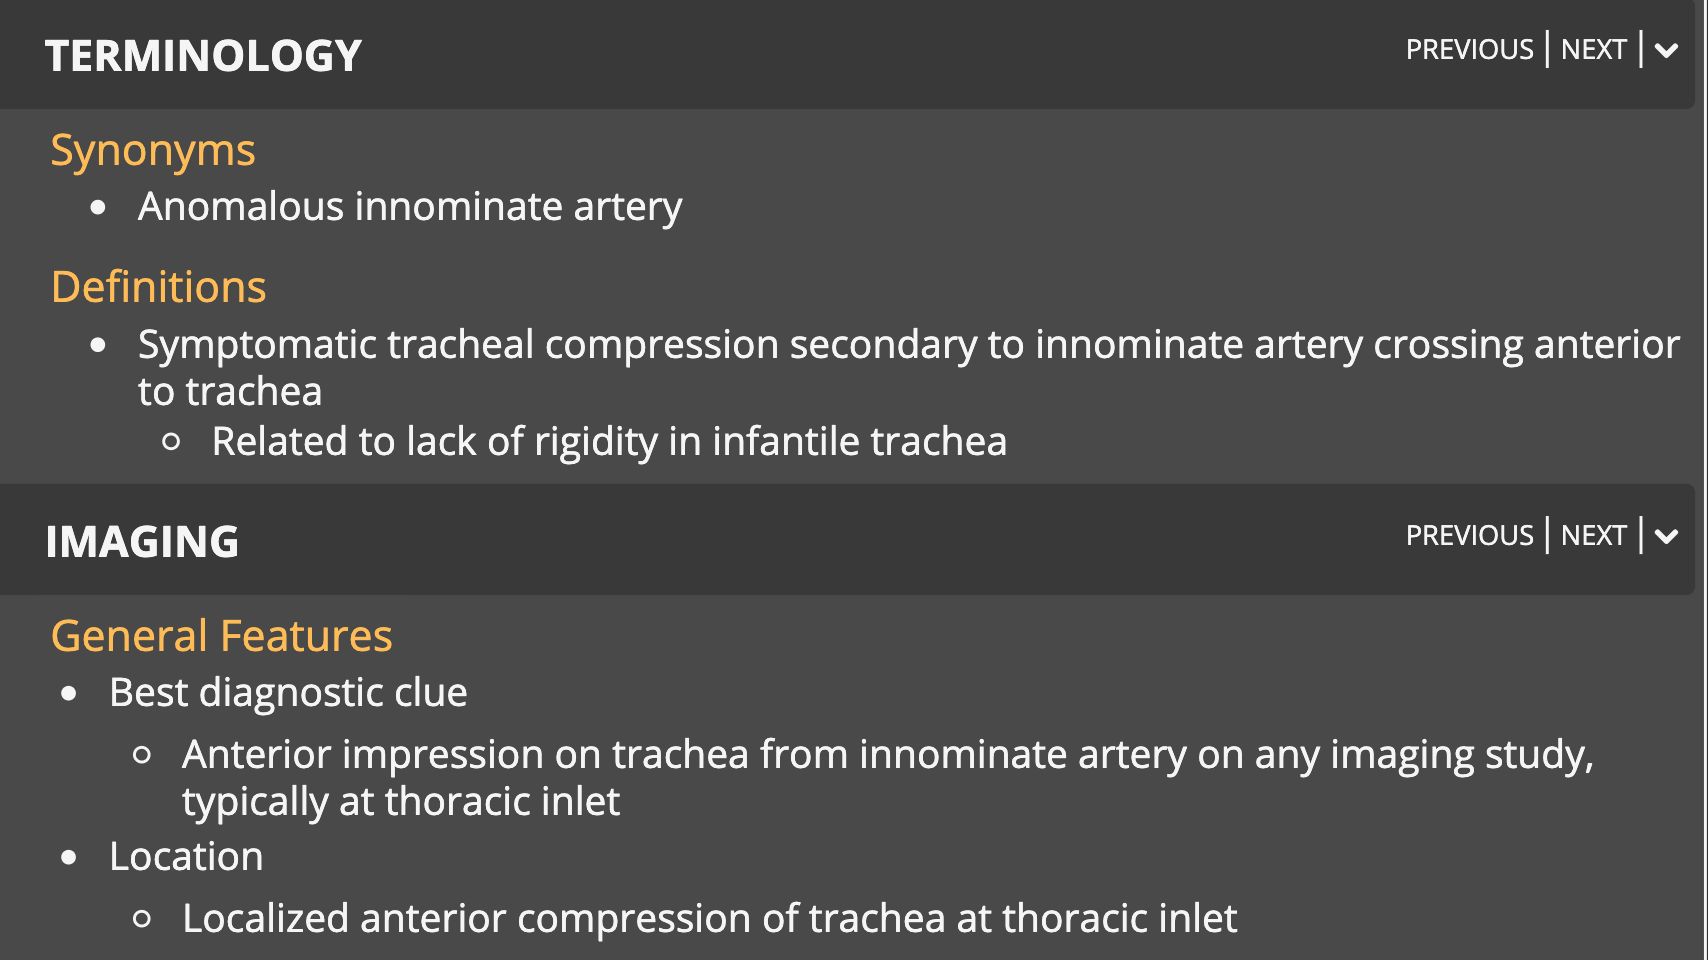 TERMINOLOGY
PREVIOUS | NEXT |
Synonyms
• Anomalous innominate artery
Definitions
• Symptomatic tracheal compression secondary to innominate artery crossing anterior
to trachea
○ Related to lack of rigidity in infantile trachea
IMAGING
PREVIOUS | NEXT |
General Features
• Best diagnostic clue
○ Anterior impression on trachea from innominate artery on any imaging study,
typically at thoracic inlet
• Location
○ Localized anterior compression of trachea at thoracic inlet